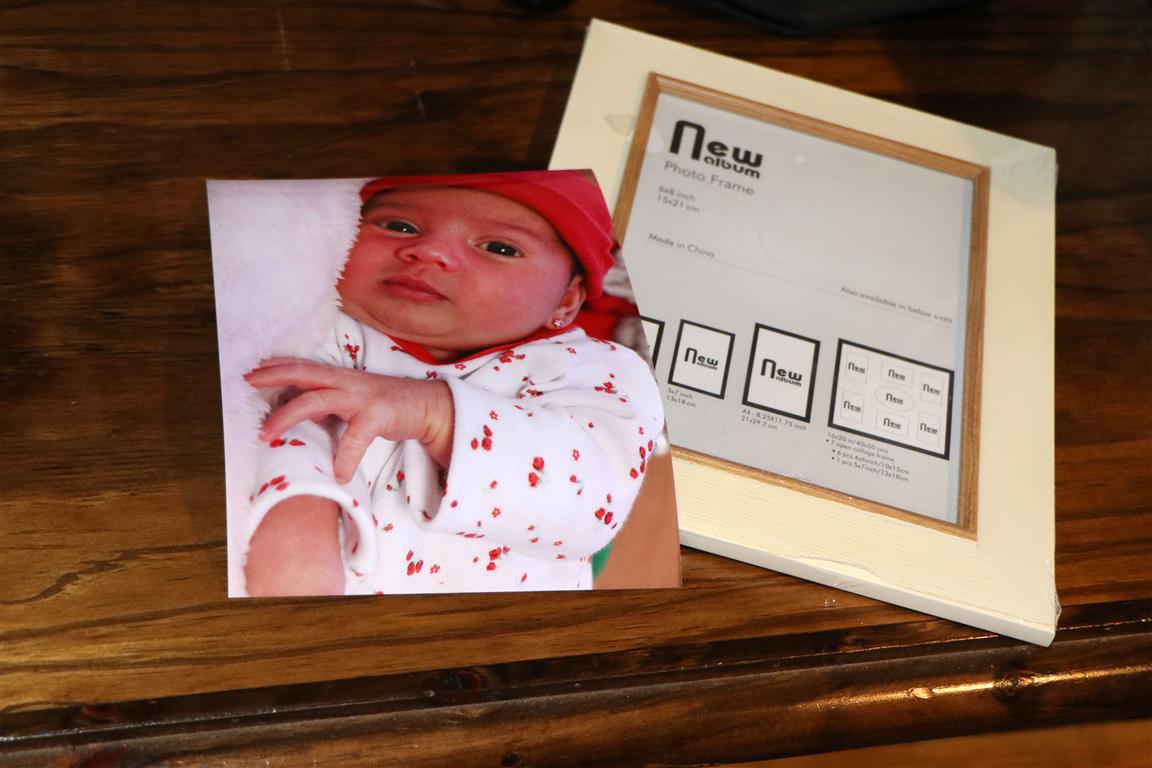 New
album
Photo Frame
6x8 inch
15x21 cm
Made in China
Also available in below sizes
New
album
5x7 inch
13x18 cm
New
album
A4 - 8.25X11.75 inch
21x29.7 cm
New
New
New
New
New
New
New
16x20 in/40x50 cms
• 7 open collage frame
• 6 pcs 4x6inch/10x15cm
• 1 pcs 5x7inch/13x18cm